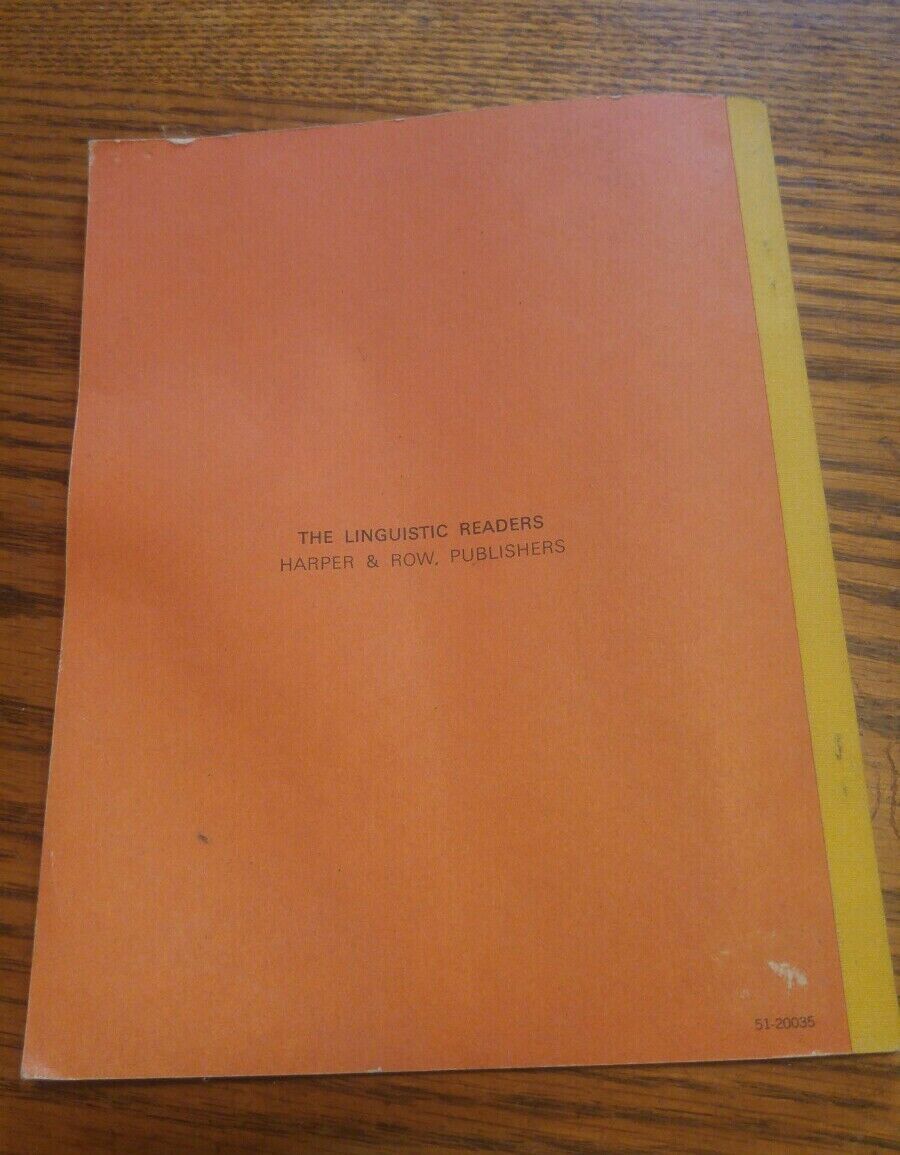 THE LINGUISTIC READERS
HARPER & ROW, PUBLISHERS
51-20035